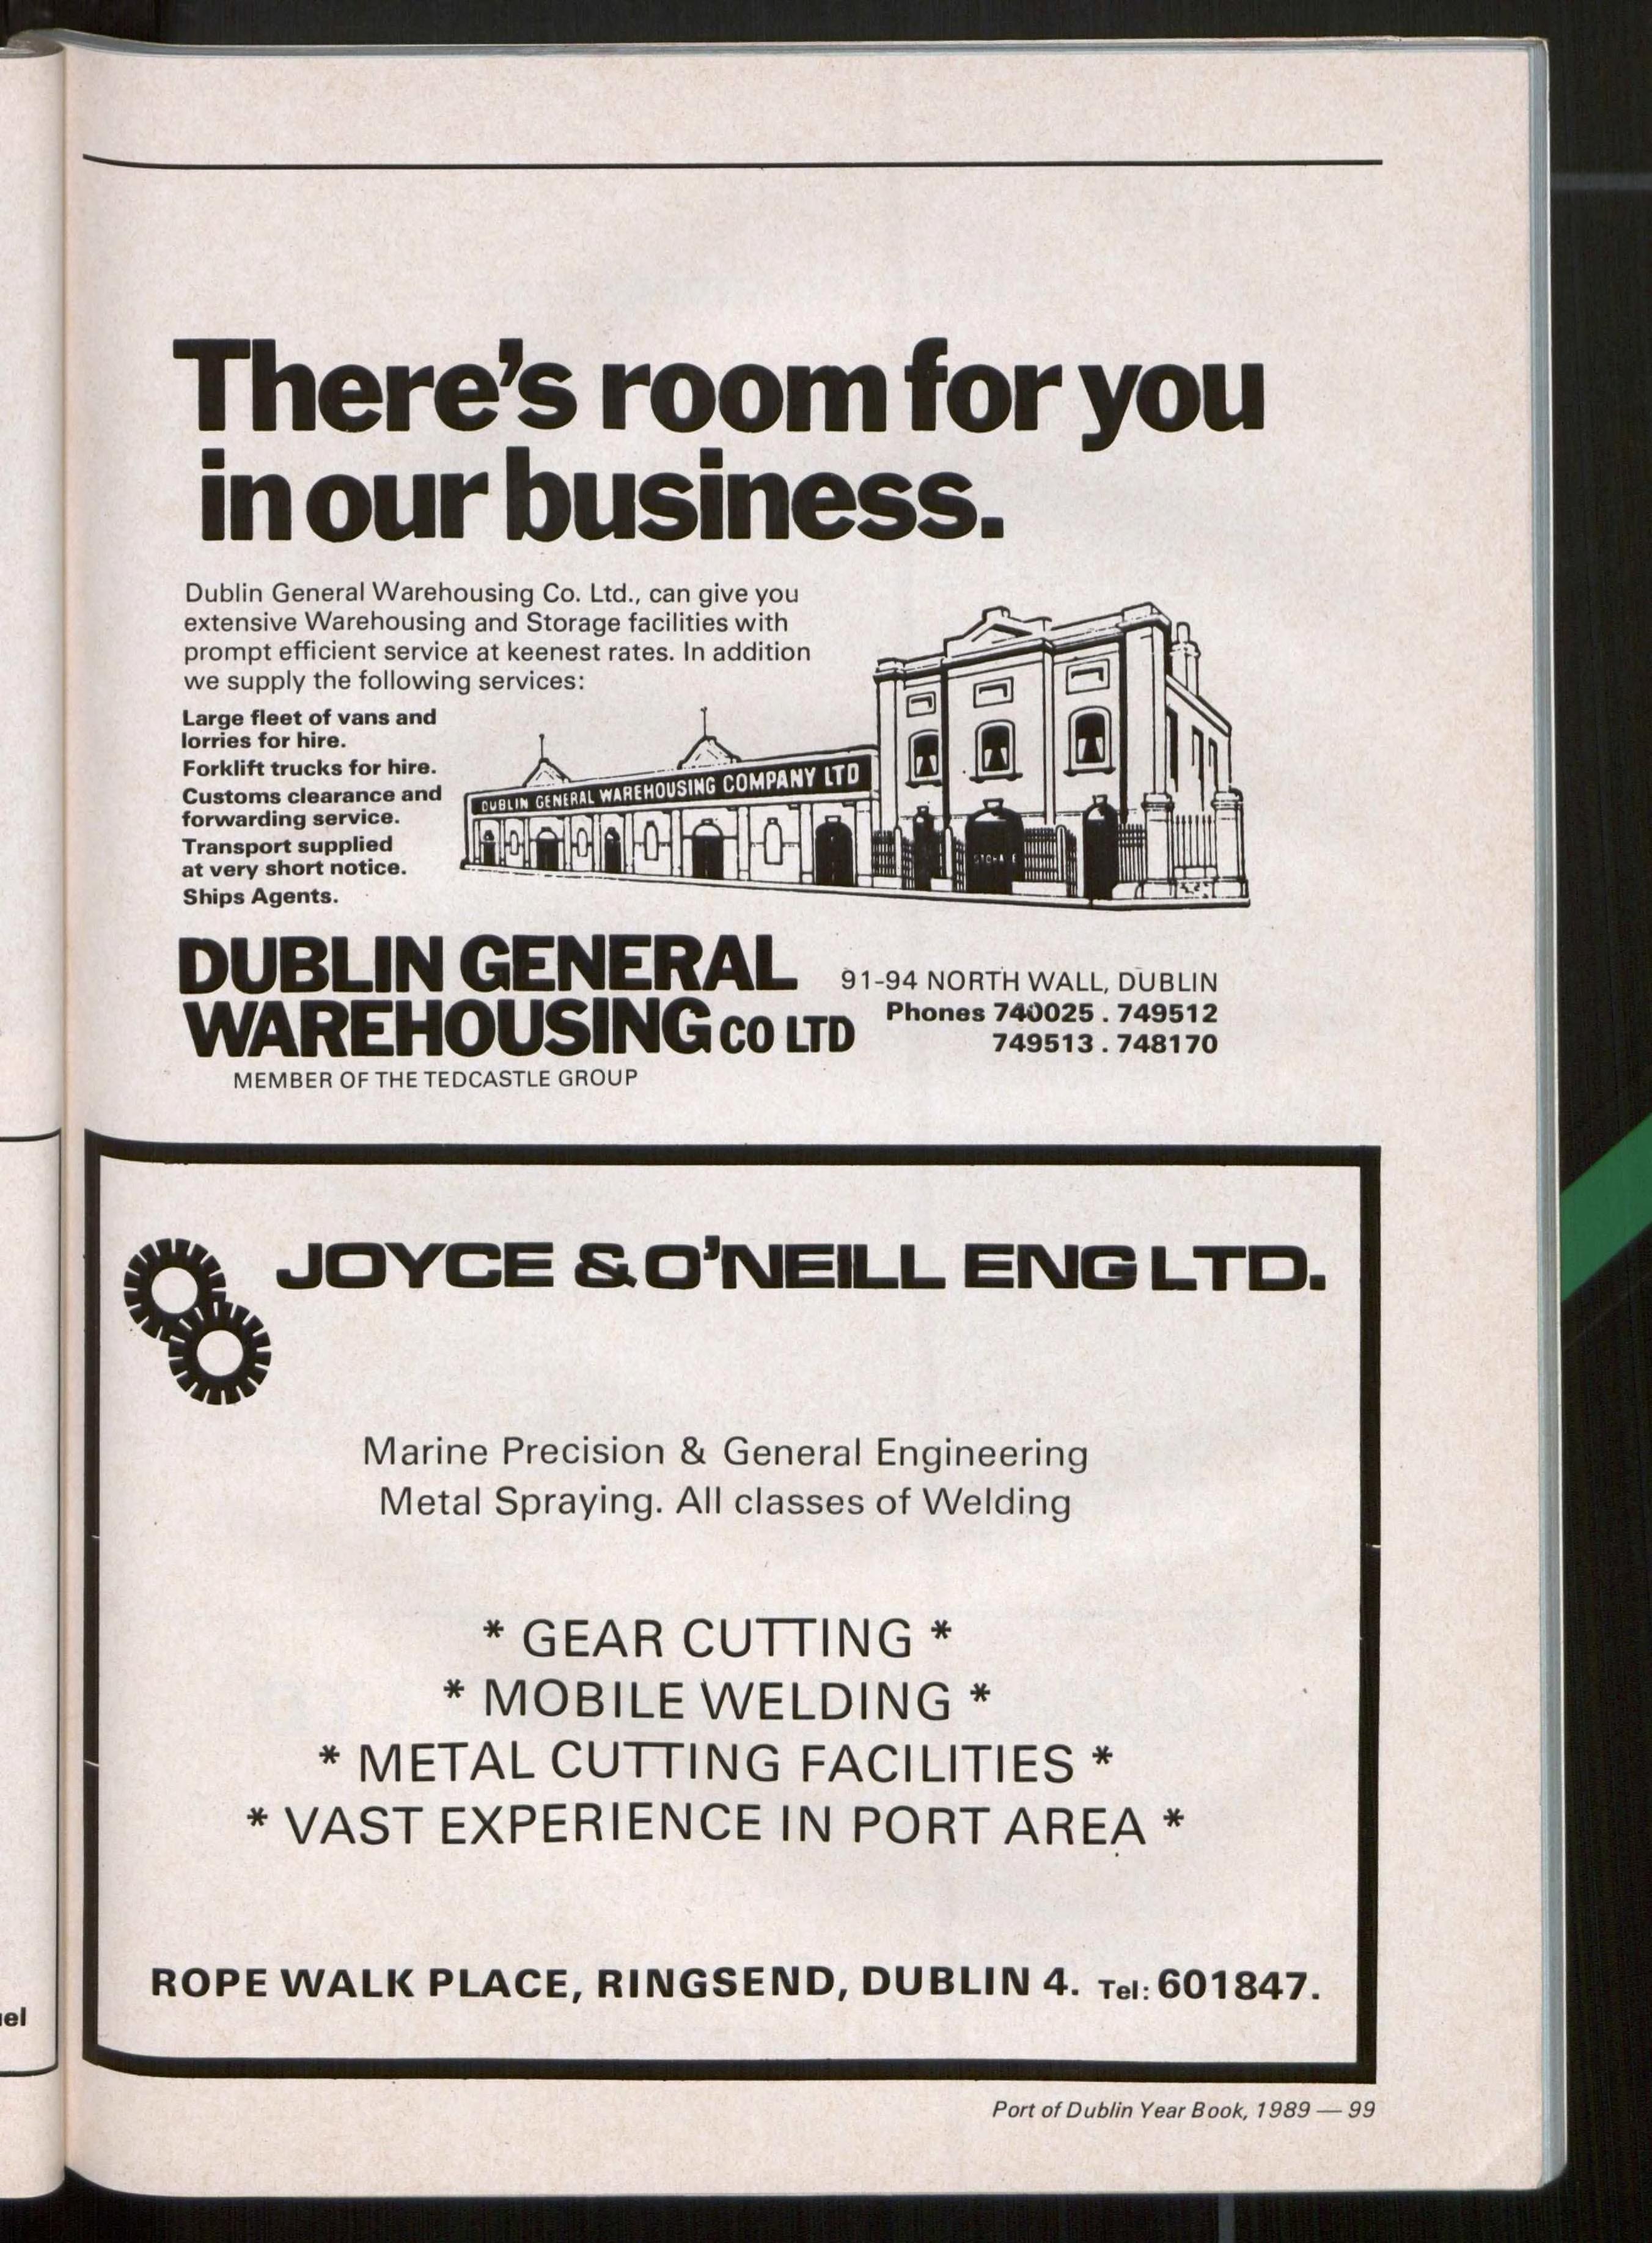 There's room for you
in our business.
Dublin General Warehousing Co. Ltd., can give you
extensive Warehousing and Storage facilities with
prompt efficient service at keenest rates. In addition
we supply the following services:
Large fleet of vans and
lorries for hire.
Forklift trucks for hire.
Customs clearance and
forwarding service.
Transport supplied
at very short notice.
Ships Agents.
DUBLIN GENERAL WAREHOUSING COMPANY LTD
DUBLIN GENERAL
WAREHOUSING CO LTD
MEMBER OF THE TEDCASTLE GROUP
91-94 NORTH WALL, DUBLIN
Phones 740025 . 749512
749513 . 748170
JOYCE & O'NEILL ENG LTD.
Marine Precision & General Engineering
Metal Spraying. All classes of Welding
* GEAR CUTTING *
* MOBILE WELDING *
* METAL CUTTING FACILITIES *
* VAST EXPERIENCE IN PORT AREA *
ROPE WALK PLACE, RINGSEND, DUBLIN 4. Tel: 601847.
Port of Dublin Year Book, 1989 — 99